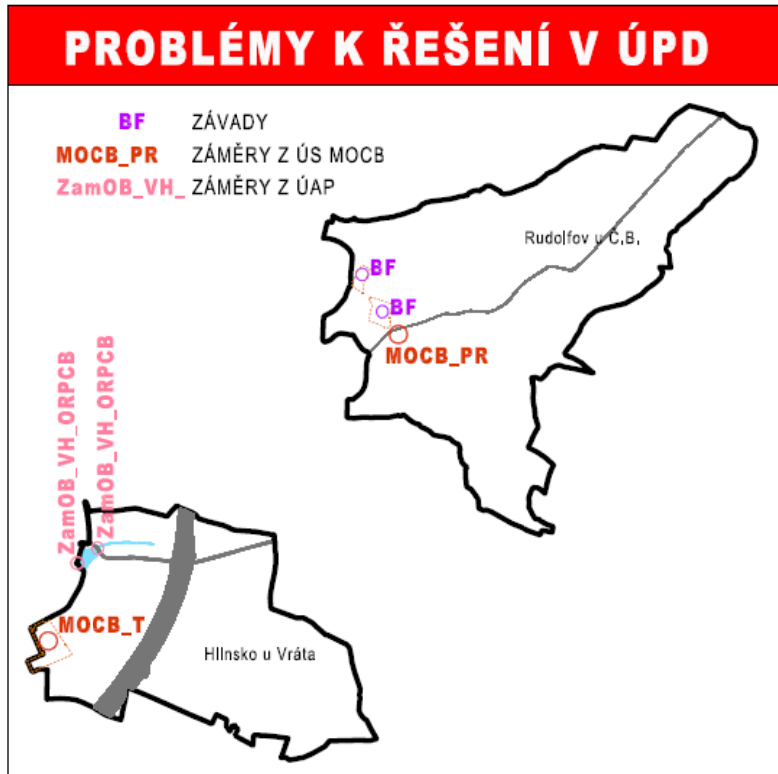 PROBLÉMY K ŘEŠENÍ V ÚPD
BF ZÁVADY
MOCB_PR ZÁMĚRY Z ÚS MOCB
ZamOB_VH_ ZÁMĚRY Z ÚAP
Rudolfov u Č.B.
BF
BF
MOCB_PR
ZamOB_VH_ORPCB
ZamOB_VH_ORPCB
MOCB_T
Hlinsko u Vráta